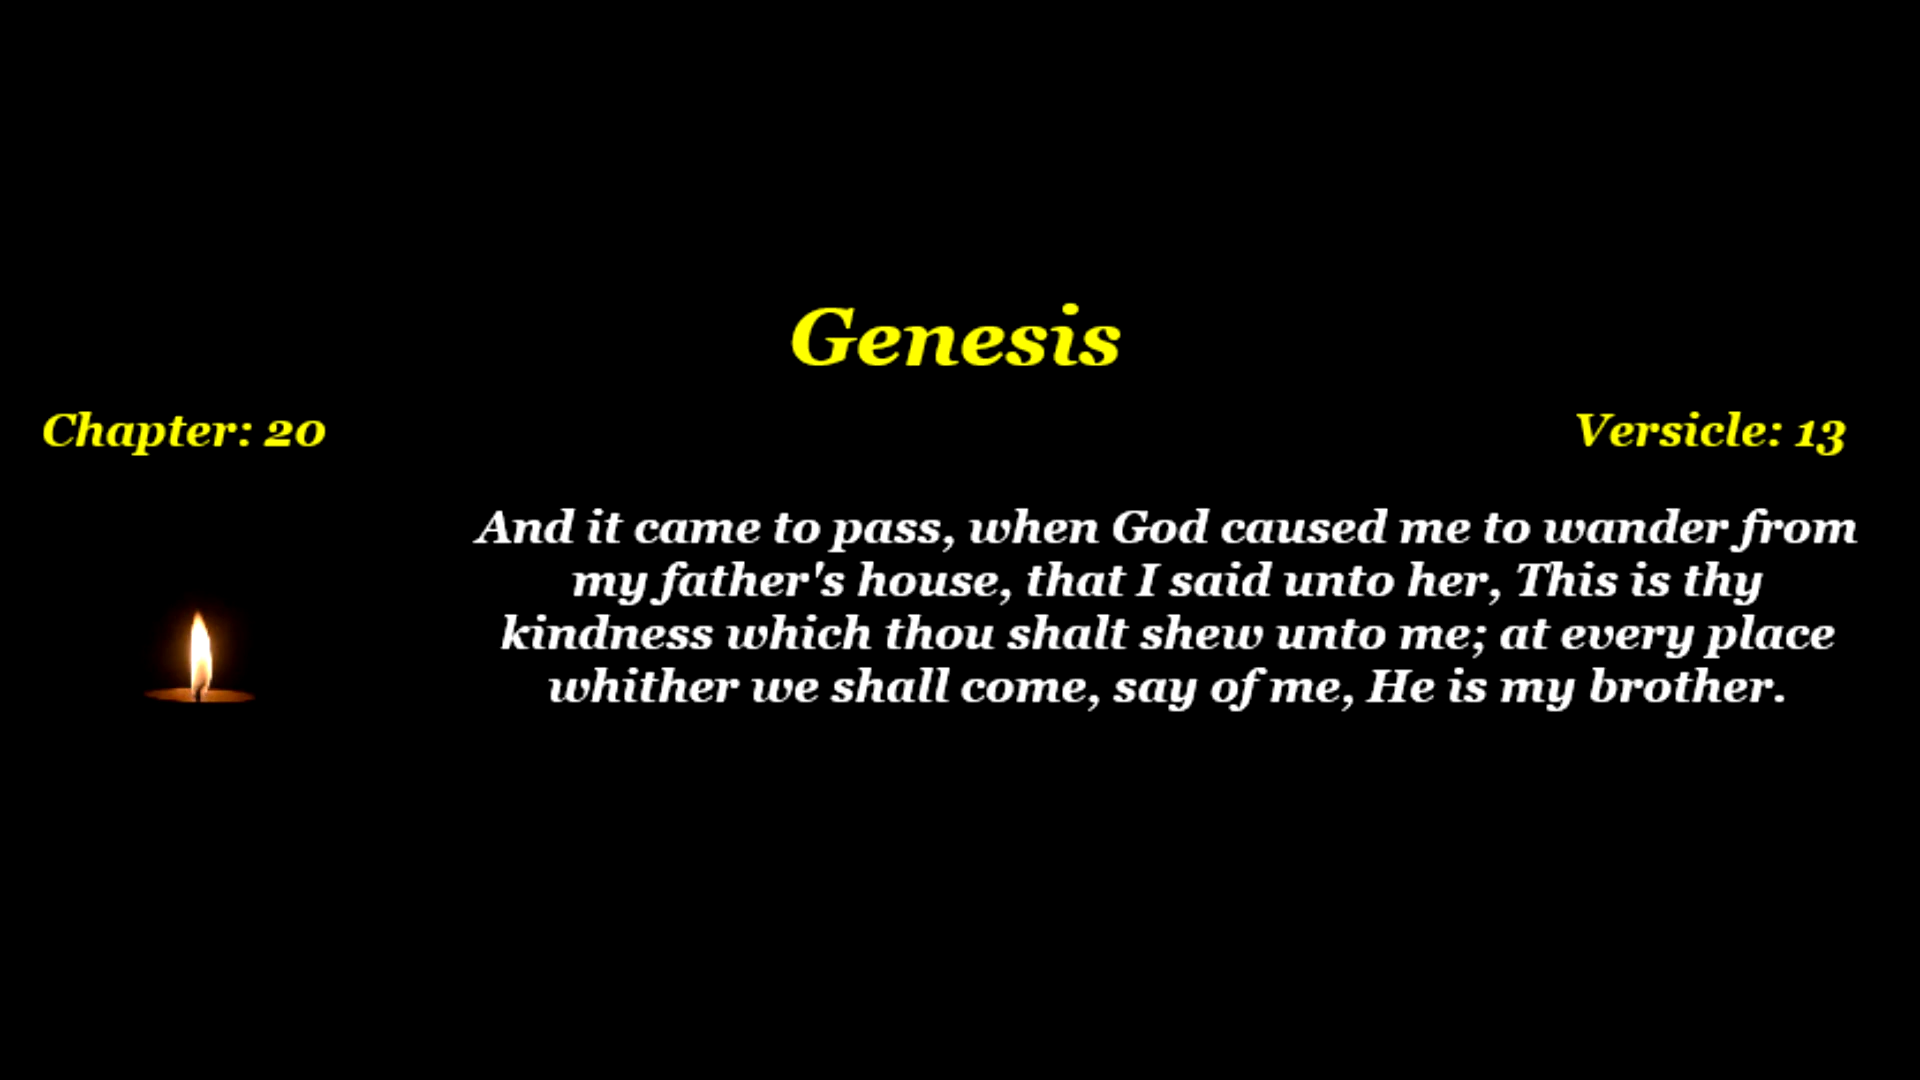 Genesis
Chapter: 20
Versicle: 13
And it came to pass, when God caused me to wander from
my father's house, that I said unto her, This is thy
kindness which thou shalt shew unto me; at every place
whither we shall come, say of me, He is my brother.